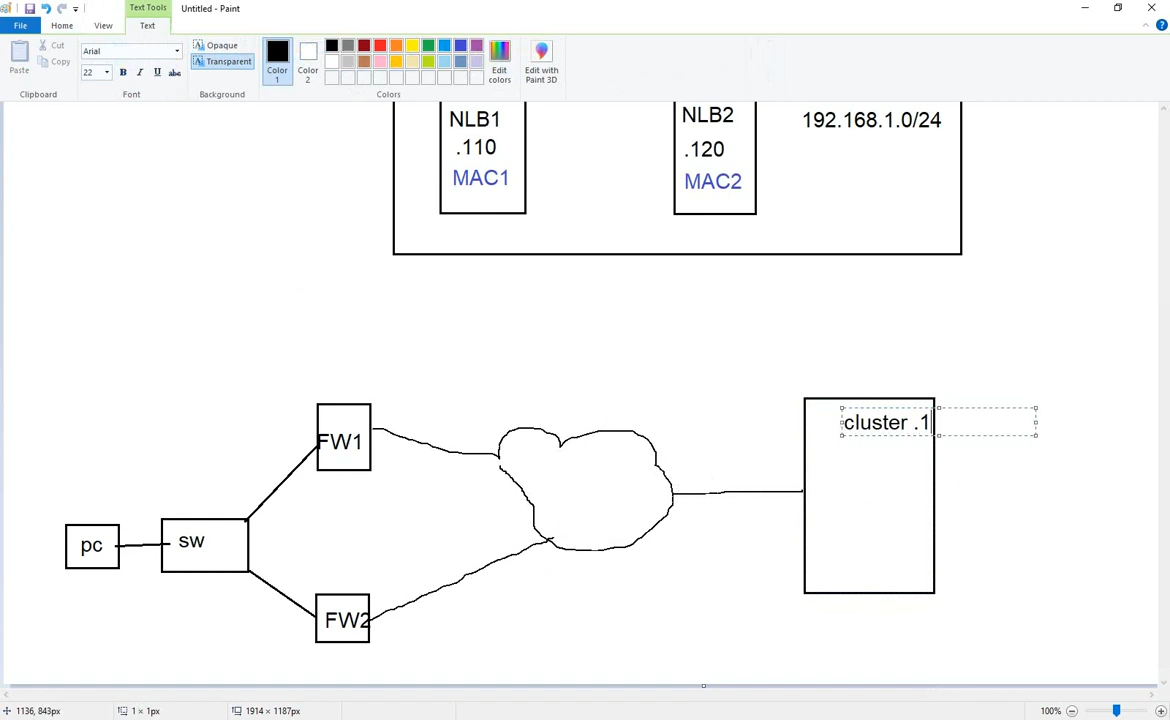 Text Tools
Untitled - Paint
File
Home
View
Text
Paste
Cut
Copy
Clipboard
Arial
22
B
I
U
abc
Font
Opaque
Transparent
Background
Color
1
Color
2
Edit
colors
Colors
Edit with
Paint 3D
NLB1
.110
MAC1
NLB2
.120
MAC2
192.168.1.0/24
cluster .1
FW1
pc
sw
FW2
1136, 843px
1 × 1px
1914 × 1187px
100%